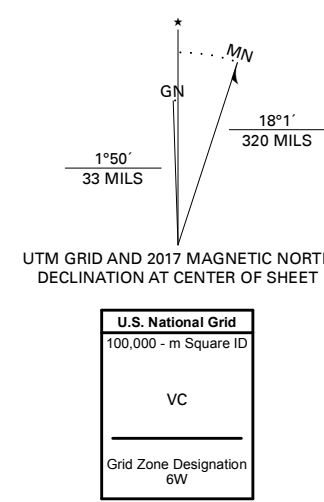 ★
MN
GN
18°1´
320 MILS
1°50´
33 MILS
UTM GRID AND 2017 MAGNETIC NORTH
DECLINATION AT CENTER OF SHEET
U.S. National Grid
100,000 - m Square ID
VC
Grid Zone Designation
6W